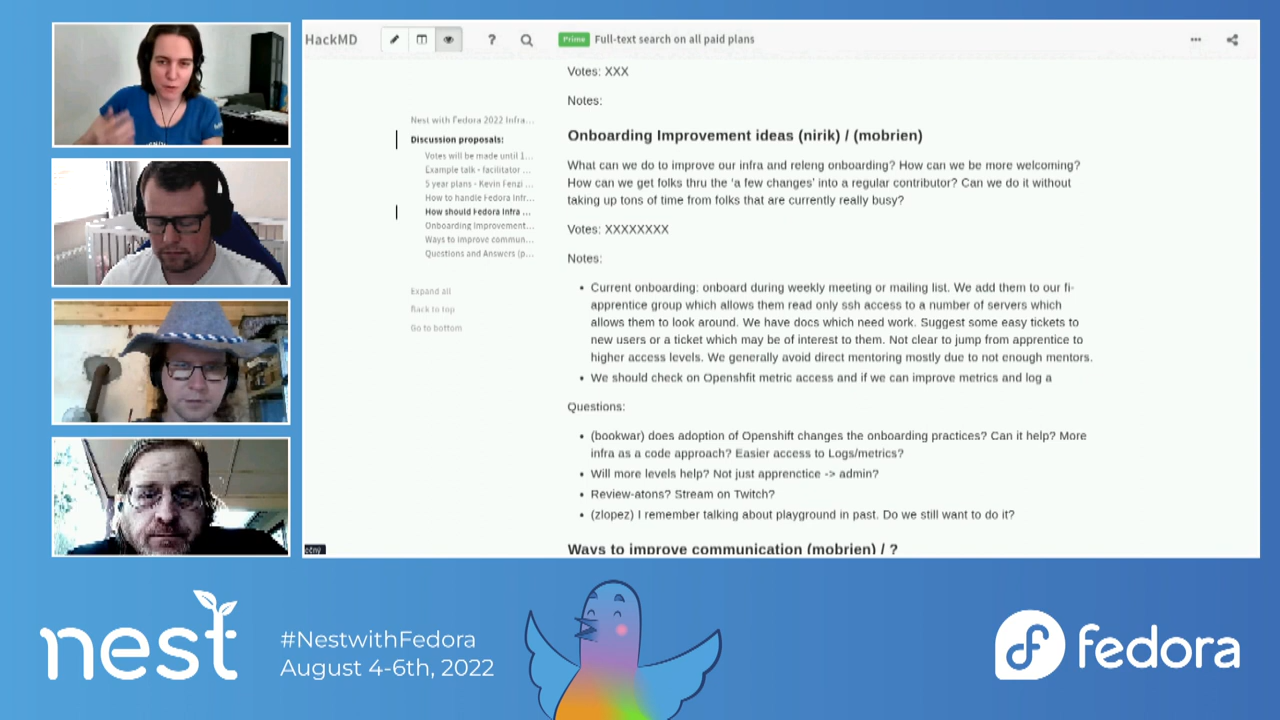 HackMD
Prime Full-text search on all paid plans
Votes: XXX
Notes:
Nest with Fedora 2022 Infra...
Discussion proposals:
Votes will be made until 1...
Example talk - facilitator ...
5 year plans - Kevin Fenzi ...
How to handle Fedora Infr...
How should Fedora Infra ...
Onboarding Improvement...
Ways to improve commun...
Questions and Answers (p...
Expand all
Back to top
Go to bottom
Onboarding Improvement ideas (nirik) / (mobrien)
What can we do to improve our infra and releng onboarding? How can we be more welcoming?
How can we get folks thru the 'a few changes' into a regular contributor? Can we do it without
taking up tons of time from folks that are currently really busy?
Votes: XXXXXXXX
Notes:
• Current onboarding: onboard during weekly meeting or mailing list. We add them to our fi-
apprentice group which allows them read only ssh access to a number of servers which
allows them to look around. We have docs which need work. Suggest some easy tickets to
new users or a ticket which may be of interest to them. Not clear to jump from apprentice to
higher access levels. We generally avoid direct mentoring mostly due to not enough mentors.
• We should check on Openshfit metric access and if we can improve metrics and log a
Questions:
• (bookwar) does adoption of Openshift changes the onboarding practices? Can it help? More
infra as a code approach? Easier access to Logs/metrics?
• Will more levels help? Not just apprenctice -> admin?
• Review-atons? Stream on Twitch?
• (zlopez) I remember talking about playground in past. Do we still want to do it?
Ways to improve communication (mobrien) / ?
nest
#NestwithFedora
August 4-6th, 2022
fedora